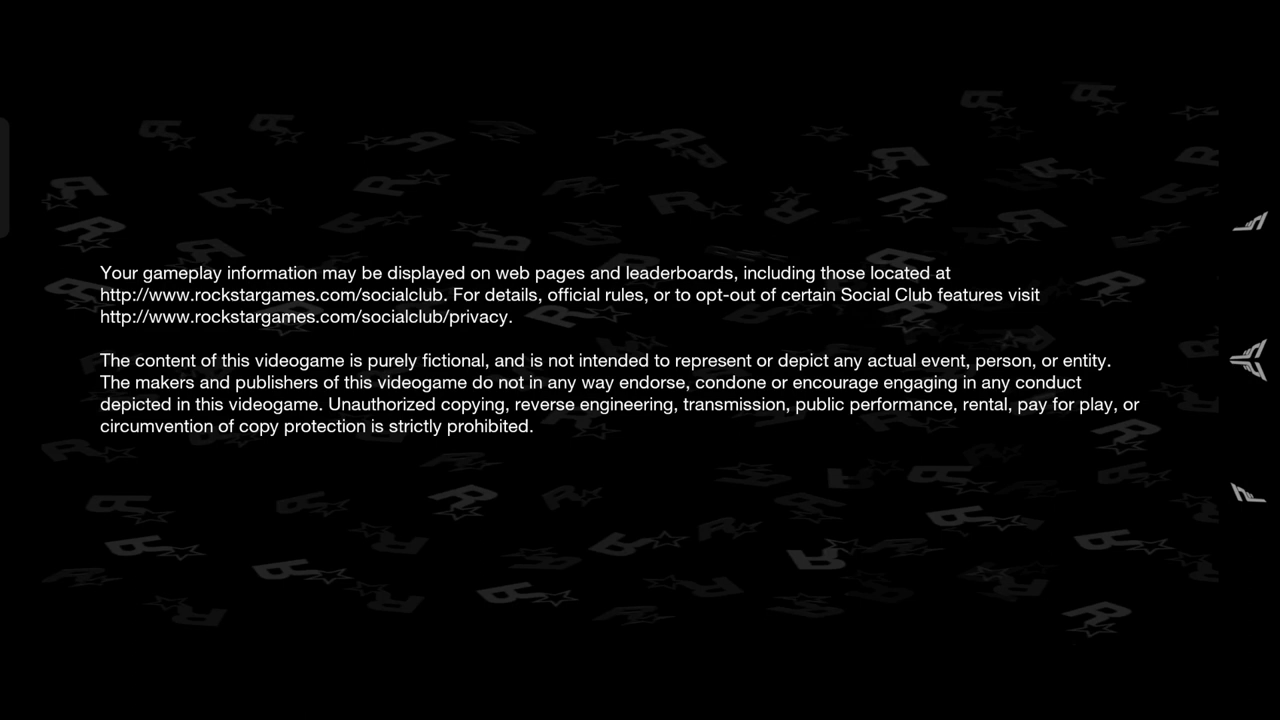 Your gameplay information may be displayed on web pages and leaderboards, including those located at
http://www.rockstargames.com/socialclub. For details, official rules, or to opt-out of certain Social Club features visit
http://www.rockstargames.com/socialclub/privacy.
The content of this videogame is purely fictional, and is not intended to represent or depict any actual event, person, or entity.
The makers and publishers of this videogame do not in any way endorse, condone or encourage engaging in any conduct
depicted in this videogame. Unauthorized copying, reverse engineering, transmission, public performance, rental, pay for play, or
circumvention of copy protection is strictly prohibited.